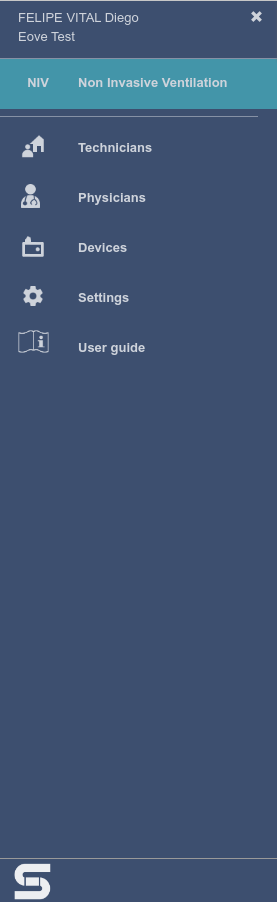 FELIPE VITAL Diego
Eove Test
NIV Non Invasive Ventilation
Technicians
Physicians
Devices
Settings
User guide